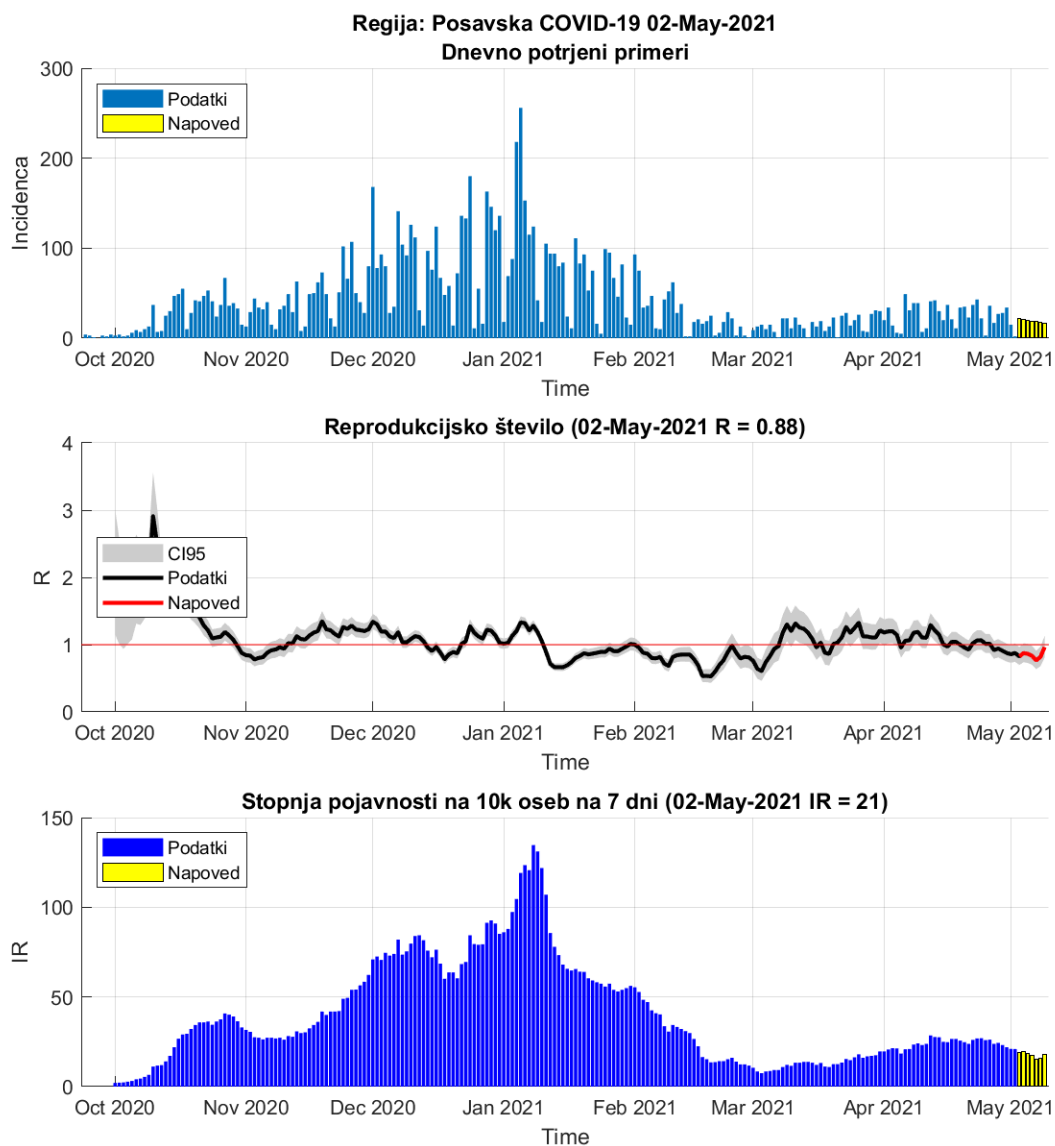 Regija: Posavska COVID-19 02-May-2021
Dnevno potrjeni primeri
300
200
100
0
Incidenca
Podatki
Napoved
Oct 2020 Nov 2020 Dec 2020 Jan 2021 Feb 2021 Mar 2021 Apr 2021 May 2021
Time
Reprodukcijsko število (02-May-2021 R = 0.88)
4
3
2
1
0
R
CI95
Podatki
Napoved
Oct 2020 Nov 2020 Dec 2020 Jan 2021 Feb 2021 Mar 2021 Apr 2021 May 2021
Time
Stopnja pojavnosti na 10k oseb na 7 dni (02-May-2021 IR = 21)
150
100
50
0
IR
Podatki
Napoved
Oct 2020 Nov 2020 Dec 2020 Jan 2021 Feb 2021 Mar 2021 Apr 2021 May 2021
Time